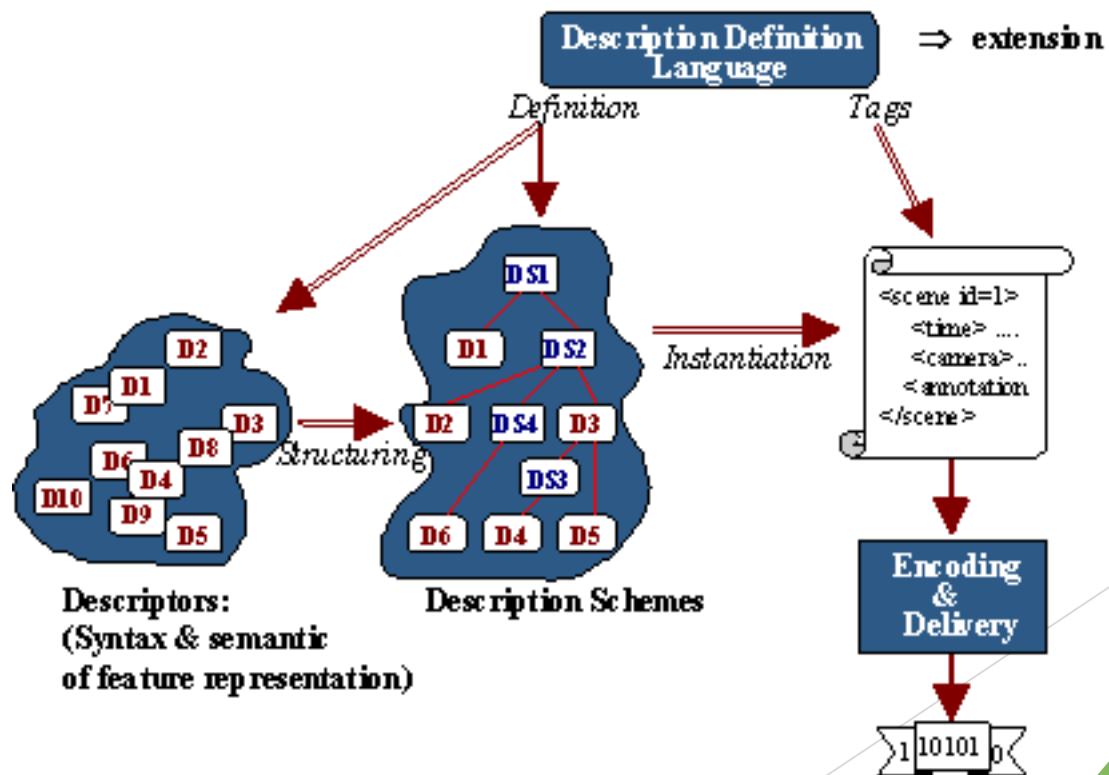 Description Definition
Language
⇒ extension
Definition
Tags
DS1
D1
DS2
D2
DS4
D3
DS3
D6
D4
D5
D2
D7
D1
D3
D8
D6
D4
D10
D9
D5
Structuring
Instantiation
<scene id=1>
<time> ....
<camera>..
<annotation
</scene>
Descriptors:
(Syntax & semantic
of feature representation)
Description Schemes
Encoding
&
Delivery
1 10101 0